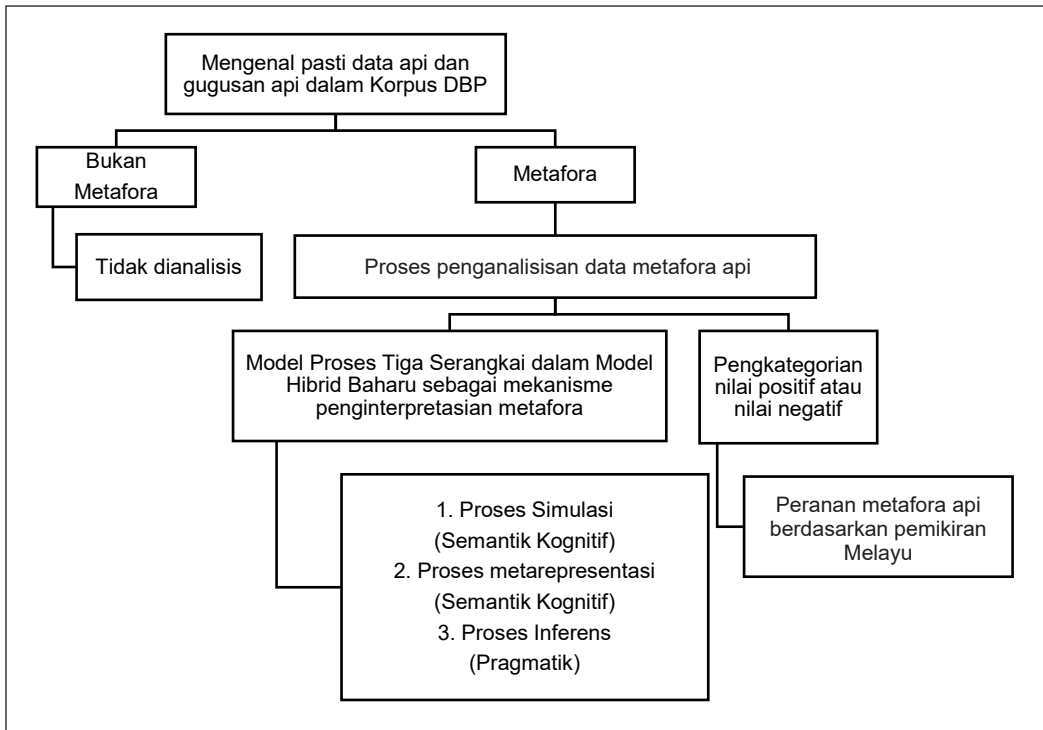 Mengenal pasti data api dan
gugusan api dalam Korpus DBP
Bukan
Metafora
Metafora
Tidak dianalisis
Proses penganalisisan data metafora api
Model Proses Tiga Serangkai dalam Model
Hibrid Baharu sebagai mekanisme
penginterpretasian metafora
Pengkategorian
nilai positif atau
nilai negatif
1. Proses Simulasi
(Semantik Kognitif)
2. Proses metarepresentasi
(Semantik Kognitif)
3. Proses Inferens
(Pragmatik)
Peranan metafora api
berdasarkan pemikiran
Melayu